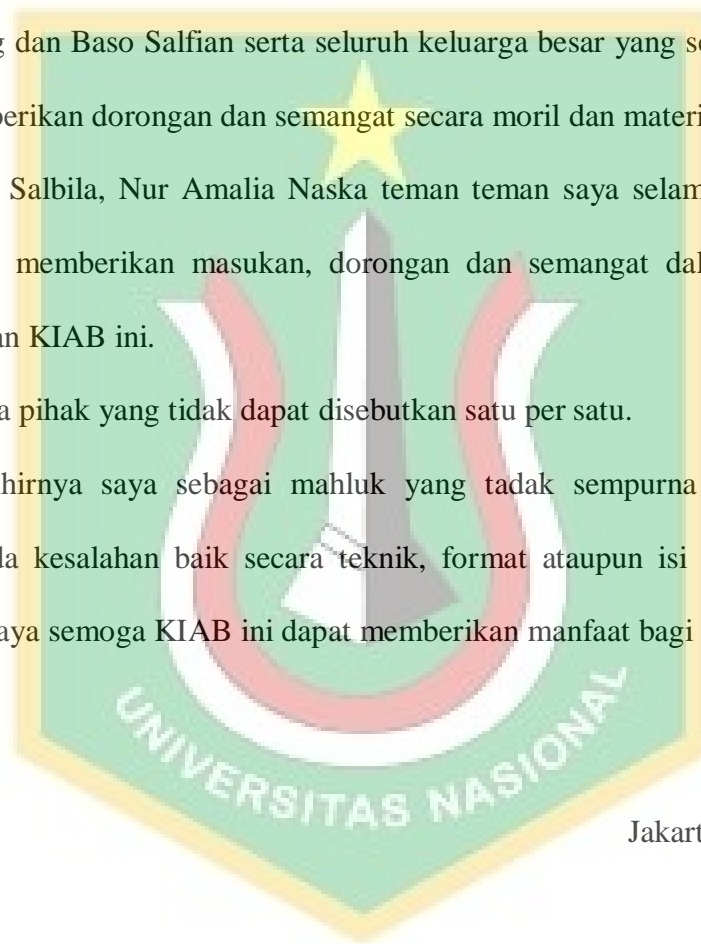 g dan Baso Salfian serta seluruh keluarga besar yang se
berikan dorongan dan semangat secara moril dan materi
Salbila, Nur Amalia Naska teman teman saya selam
memberikan masukan, dorongan dan semangat dal
an KIAB ini.
a pihak yang tidak dapat disebutkan satu per satu.
hirnya saya sebagai mahluk yang tadak sempurna
da kesalahan baik secara teknik, format ataupun isi
aya semoga KIAB ini dapat memberikan manfaat bagi
UNIVERSITAS NASIONAL
Jakart